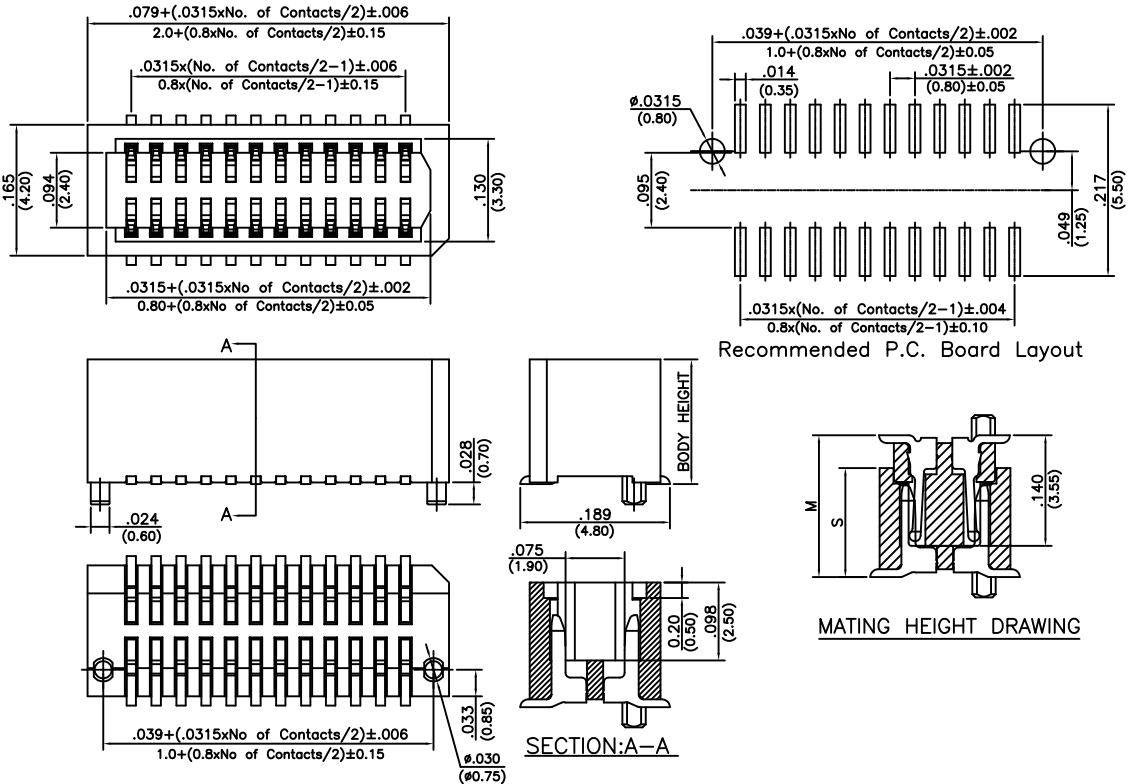 .079+(.0315xNo. of Contacts/2)±.006
2.0+(0.8xNo. of Contacts/2)±0.15
.0315x(No. of Contacts/2-1)±.006
0.8x(No. of Contacts/2-1)±0.15
.165
(4.20)
.094
(2.40)
.130
(3.30)
.0315+(.0315xNo of Contacts/2)±.002
0.80+(0.8xNo of Contacts/2)±0.05
.039+(.0315xNo of Contacts/2)±.002
1.0+(0.8xNo of Contacts/2)±0.05
.014
(0.35)
.0315±.002
(0.80)±0.05
ø.0315
(0.80)
.095
(2.40)
.217
(5.50)
.049
(1.25)
.0315x(No. of Contacts/2-1)±.004
0.8x(No. of Contacts/2-1)±0.10
Recommended P.C. Board Layout
A
A
.028
(0.70)
.024
(0.60)
BODY HEIGHT
.189
(4.80)
M
S
.140
(3.55)
MATING HEIGHT DRAWING
.075
(1.90)
0.20
(0.50)
.098
(2.50)
SECTION:A-A
.033
(0.85)
.039+(.0315xNo of Contacts/2)±.006
1.0+(0.8xNo of Contacts/2)±0.15
ø.030
(ø0.75)